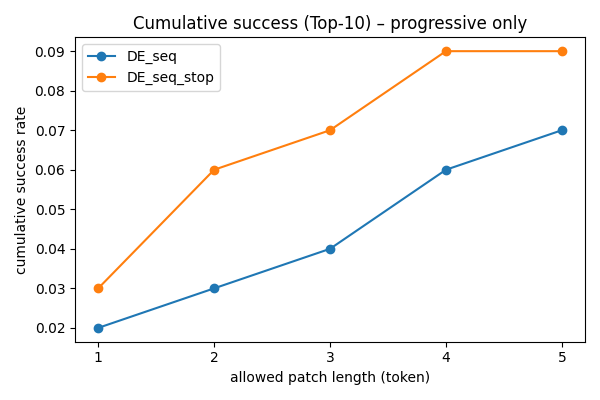 Cumulative success (Top-10) – progressive only
DE_seq
DE_seq_stop
cumulative success rate
0.09
0.08
0.07
0.06
0.05
0.04
0.03
0.02
1 2 3 4 5
allowed patch length (token)